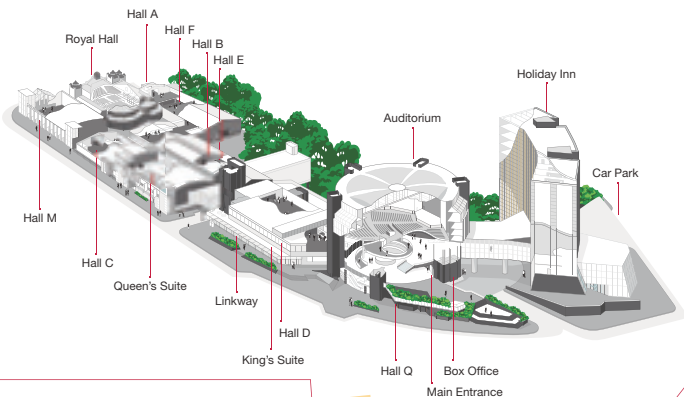 Hall A
Hall F
Royal Hall
Hall B
Hall E
Holiday Inn
Auditorium
Car Park
Hall M
Hall C
Queen's Suite
Linkway
Hall D
King's Suite
Hall Q
Box Office
Main Entrance